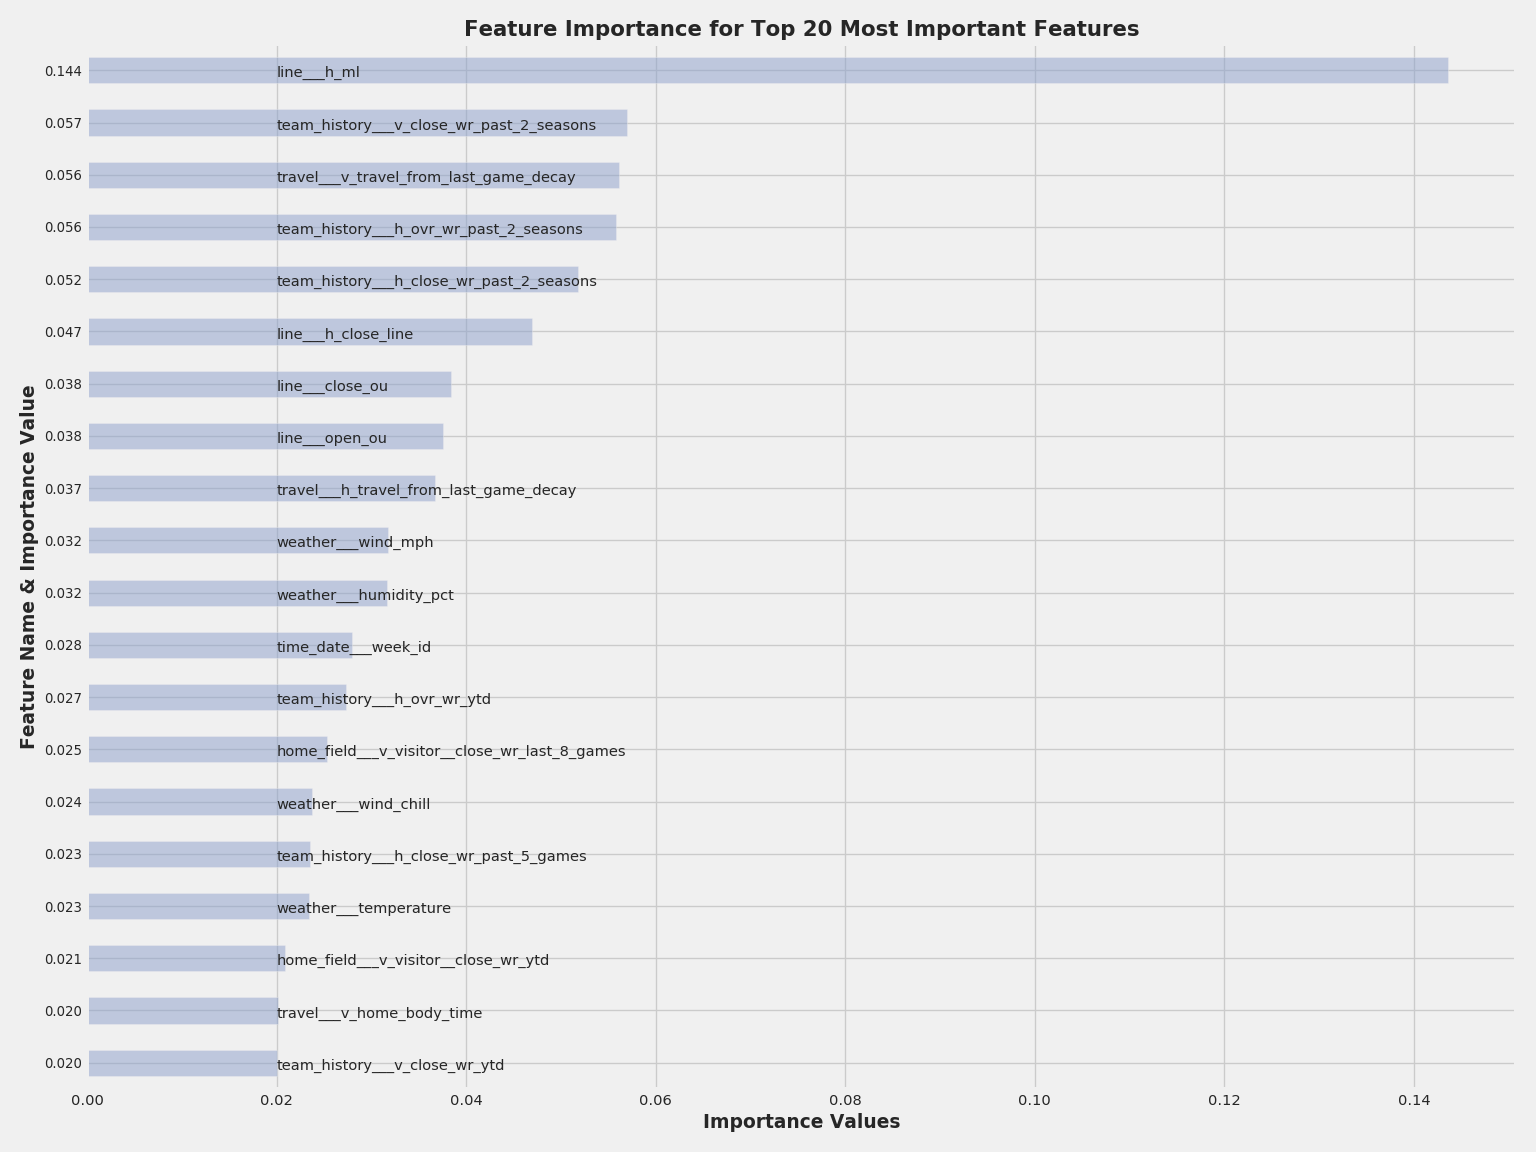 Feature Importance for Top 20 Most Important Features
0.144 line___h_ml
0.057 team_history___v_close_wr_past_2_seasons
0.056 travel___v_travel_from_last_game_decay
0.056 team_history___h_ovr_wr_past_2_seasons
0.052 team_history___h_close_wr_past_2_seasons
0.047 line___h_close_line
0.038 line___close_ou
0.038 line___open_ou
0.037 travel___h_travel_from_last_game_decay
0.032 weather___wind_mph
0.032 weather___humidity_pct
0.028 time_date___week_id
0.027 team_history___h_ovr_wr_ytd
0.025 home_field___v_visitor__close_wr_last_8_games
0.024 weather___wind_chill
0.023 team_history___h_close_wr_past_5_games
0.023 weather___temperature
0.021 home_field___v_visitor__close_wr_ytd
0.020 travel___v_home_body_time
0.020 team_history___v_close_wr_ytd
Feature Name & Importance Value
0.00 0.02 0.04 0.06 0.08 0.10 0.12 0.14
Importance Values